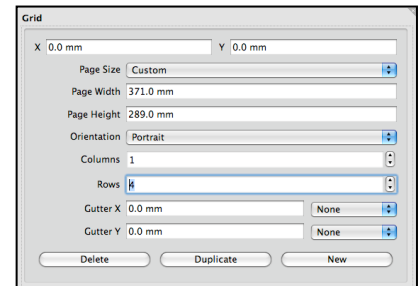 Grid
X 0.0 mm Y 0.0 mm
Page Size Custom
Page Width 371.0 mm
Page Height 289.0 mm
Orientation Portrait
Columns 1
Rows 4
Gutter X 0.0 mm None
Gutter Y 0.0 mm None
Delete Duplicate New